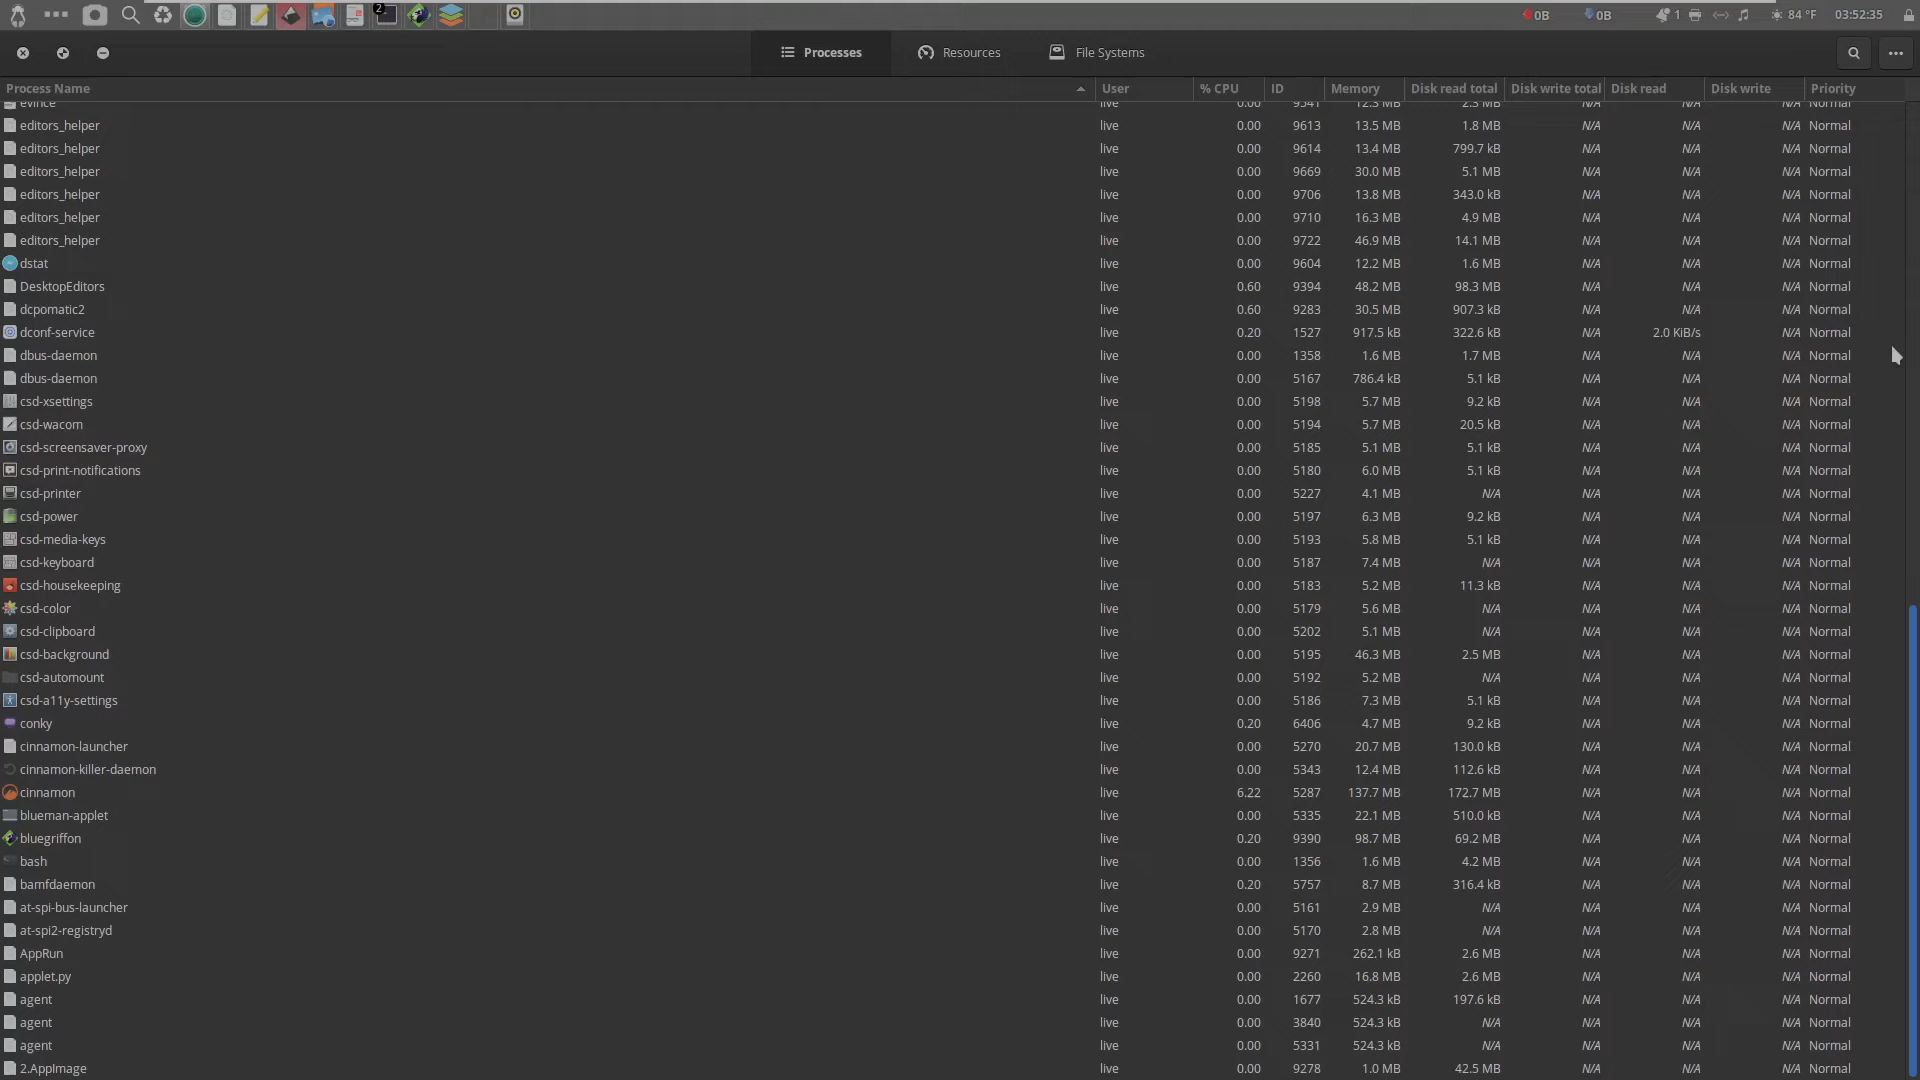 2 0B 0B 1 84 °F 03:52:35
Processes Resources File Systems
Process Name User % CPU ID Memory Disk read total Disk write total Disk read Disk write Priority
evince live 0.00 9541 12.3 MB 2.3 MB N/A N/A N/A Normal
editors_helper live 0.00 9613 13.5 MB 1.8 MB N/A N/A N/A Normal
editors_helper live 0.00 9614 13.4 MB 799.7 kB N/A N/A N/A Normal
editors_helper live 0.00 9669 30.0 MB 5.1 MB N/A N/A N/A Normal
editors_helper live 0.00 9706 13.8 MB 343.0 kB N/A N/A N/A Normal
editors_helper live 0.00 9710 16.3 MB 4.9 MB N/A N/A N/A Normal
editors_helper live 0.00 9722 46.9 MB 14.1 MB N/A N/A N/A Normal
dstat live 0.00 9604 12.2 MB 1.6 MB N/A N/A N/A Normal
DesktopEditors live 0.60 9394 48.2 MB 98.3 MB N/A N/A N/A Normal
dcpomatic2 live 0.60 9283 30.5 MB 907.3 kB N/A N/A N/A Normal
dconf-service live 0.20 1527 917.5 kB 322.6 kB N/A 2.0 KiB/s N/A Normal
dbus-daemon live 0.00 1358 1.6 MB 1.7 MB N/A N/A N/A Normal
dbus-daemon live 0.00 5167 786.4 kB 5.1 kB N/A N/A N/A Normal
csd-xsettings live 0.00 5198 5.7 MB 9.2 kB N/A N/A N/A Normal
csd-wacom live 0.00 5194 5.7 MB 20.5 kB N/A N/A N/A Normal
csd-screensaver-proxy live 0.00 5185 5.1 MB 5.1 kB N/A N/A N/A Normal
csd-print-notifications live 0.00 5180 6.0 MB 5.1 kB N/A N/A N/A Normal
csd-printer live 0.00 5227 4.1 MB N/A N/A N/A N/A Normal
csd-power live 0.00 5197 6.3 MB 9.2 kB N/A N/A N/A Normal
csd-media-keys live 0.00 5193 5.8 MB 5.1 kB N/A N/A N/A Normal
csd-keyboard live 0.00 5187 7.4 MB N/A N/A N/A N/A Normal
csd-housekeeping live 0.00 5183 5.2 MB 11.3 kB N/A N/A N/A Normal
csd-color live 0.00 5179 5.6 MB N/A N/A N/A N/A Normal
csd-clipboard live 0.00 5202 5.1 MB N/A N/A N/A N/A Normal
csd-background live 0.00 5195 46.3 MB 2.5 MB N/A N/A N/A Normal
csd-automount live 0.00 5192 5.2 MB N/A N/A N/A N/A Normal
csd-a11y-settings live 0.00 5186 7.3 MB 5.1 kB N/A N/A N/A Normal
conky live 0.20 6406 4.7 MB 9.2 kB N/A N/A N/A Normal
cinnamon-launcher live 0.00 5270 20.7 MB 130.0 kB N/A N/A N/A Normal
cinnamon-killer-daemon live 0.00 5343 12.4 MB 112.6 kB N/A N/A N/A Normal
cinnamon live 6.22 5287 137.7 MB 172.7 MB N/A N/A N/A Normal
blueman-applet live 0.00 5335 22.1 MB 510.0 kB N/A N/A N/A Normal
bluegriffon live 0.20 9390 98.7 MB 69.2 MB N/A N/A N/A Normal
bash live 0.00 1356 1.6 MB 4.2 MB N/A N/A N/A Normal
bamfdaemon live 0.20 5757 8.7 MB 316.4 kB N/A N/A N/A Normal
at-spi-bus-launcher live 0.00 5161 2.9 MB N/A N/A N/A N/A Normal
at-spi2-registryd live 0.00 5170 2.8 MB N/A N/A N/A N/A Normal
AppRun live 0.00 9271 262.1 kB 2.6 MB N/A N/A N/A Normal
applet.py live 0.00 2260 16.8 MB 2.6 MB N/A N/A N/A Normal
agent live 0.00 1677 524.3 kB 197.6 kB N/A N/A N/A Normal
agent live 0.00 3840 524.3 kB N/A N/A N/A N/A Normal
agent live 0.00 5331 524.3 kB N/A N/A N/A N/A Normal
2.AppImage live 0.00 9278 1.0 MB 42.5 MB N/A N/A N/A Normal